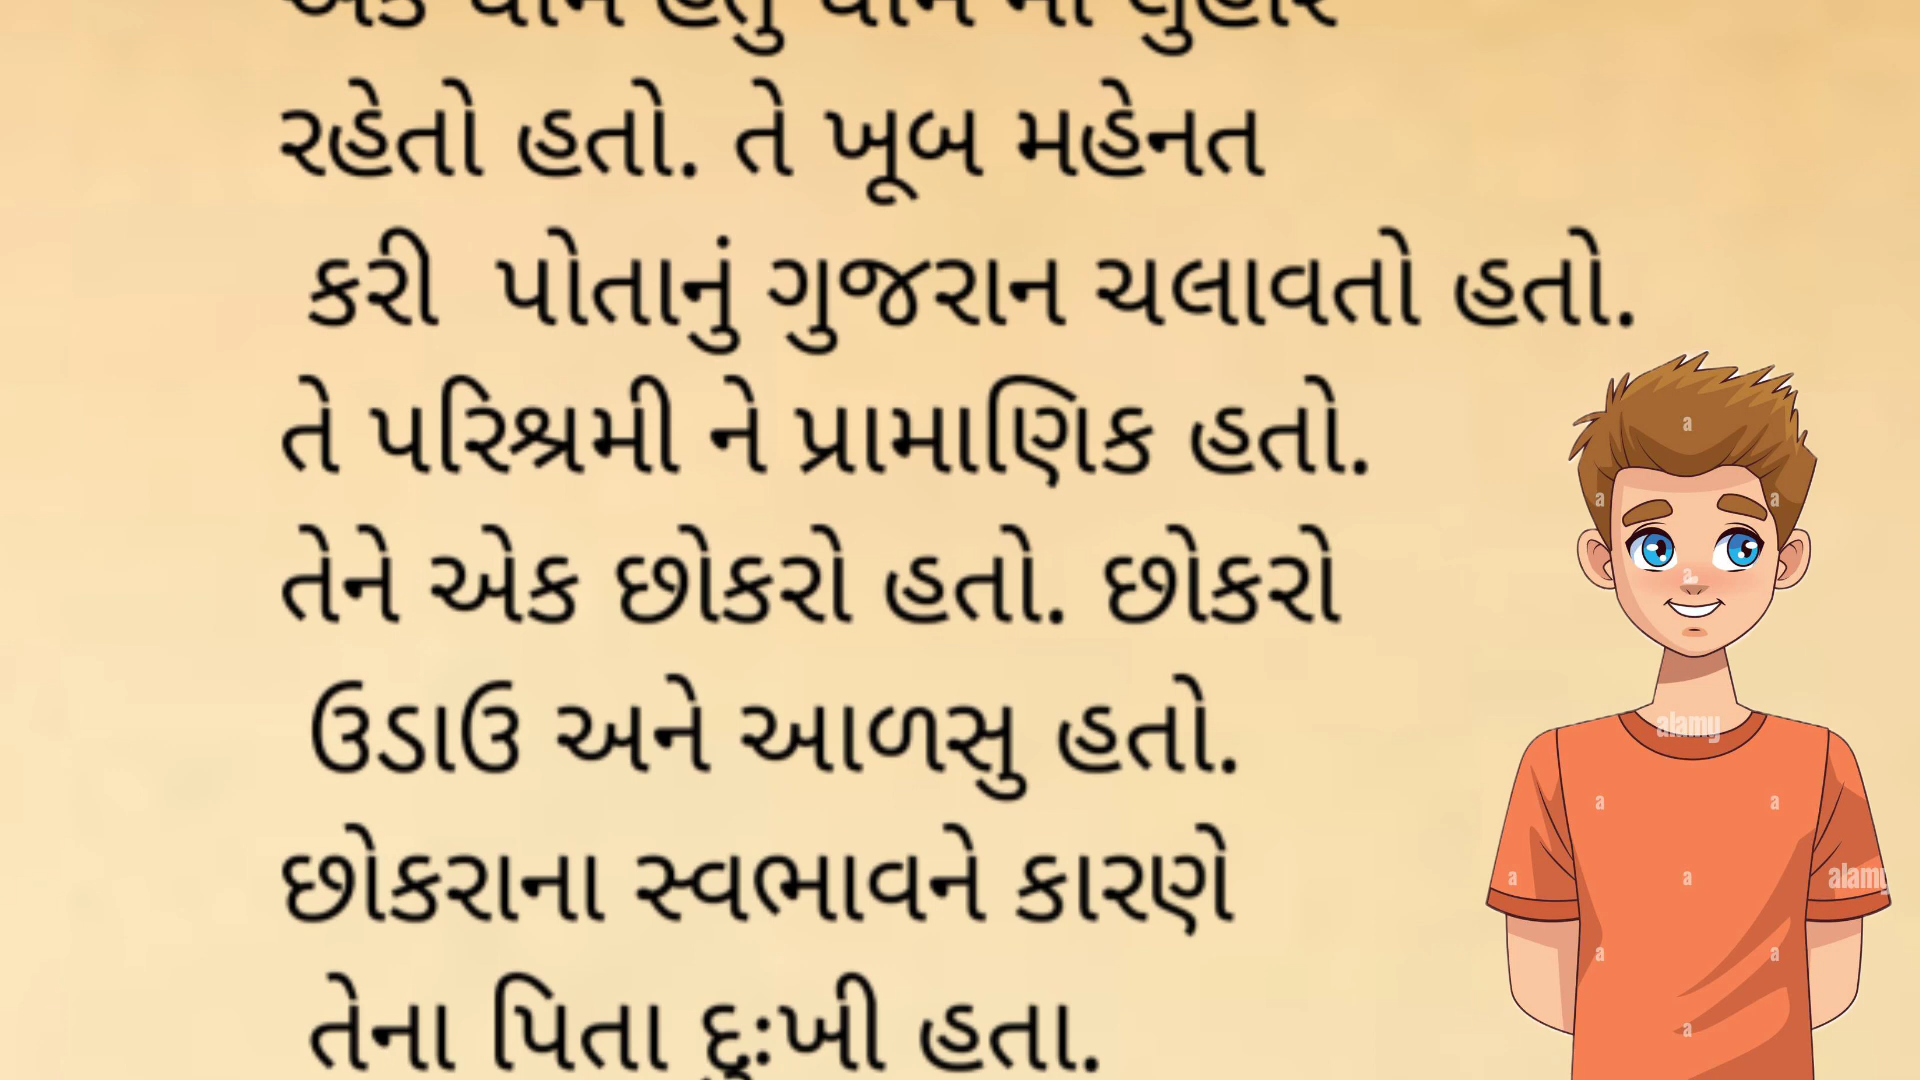 રહેતો હતો. તે ખૂબ મહેનત
કરી પોતાનું ગુજરાન ચલાવતો હતો.
તે પરિશ્રમી ને પ્રામાણિક હતો.
તેને એક છોકરો હતો. છોકરો
ઉડાઉ અને આળસુ હતો.
છોકરાના સ્વભાવને કારણે
તેના પિતા દુઃખી હતા.
alamy